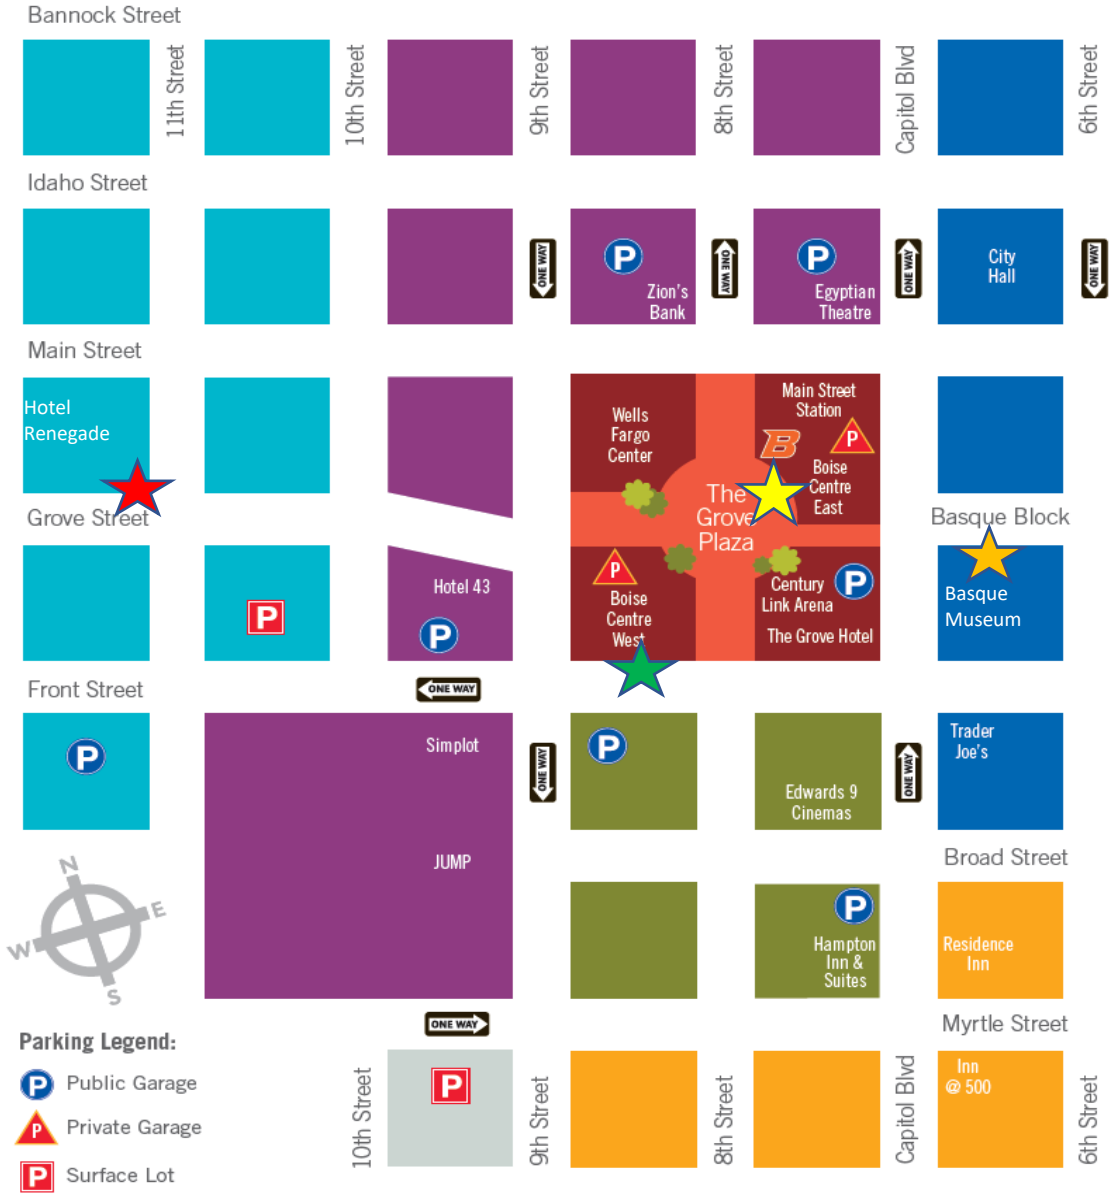 Bannock Street
11th Street
10th Street
9th Street
8th Street
Capitol Blvd
6th Street
Idaho Street
P
Zion's
Bank
P
Egyptian
Theatre
City
Hall
ONE WAY
ONE WAY
ONE WAY
ONE WAY
Main Street
Hotel
Renegade
Wells
Fargo
Center
Main Street
Station
B
P
Boise
Centre
East
The
Grove
Plaza
Grove Street
Basque Block
P
Hotel 43
P
P
Boise
Centre
West
Century
Link Arena
P
The Grove Hotel
Basque
Museum
Front Street
ONE WAY
P
Simplot
JUMP
ONE WAY
P
Edwards 9
Cinemas
ONE WAY
Trader
Joe's
Broad Street
N
E
W
S
P
Hampton
Inn &
Suites
Residence
Inn
ONE WAY
Myrtle Street
Parking Legend:
P Public Garage
P Private Garage
P Surface Lot
10th Street
P
9th Street
8th Street
Capitol Blvd
Inn
@ 500
6th Street